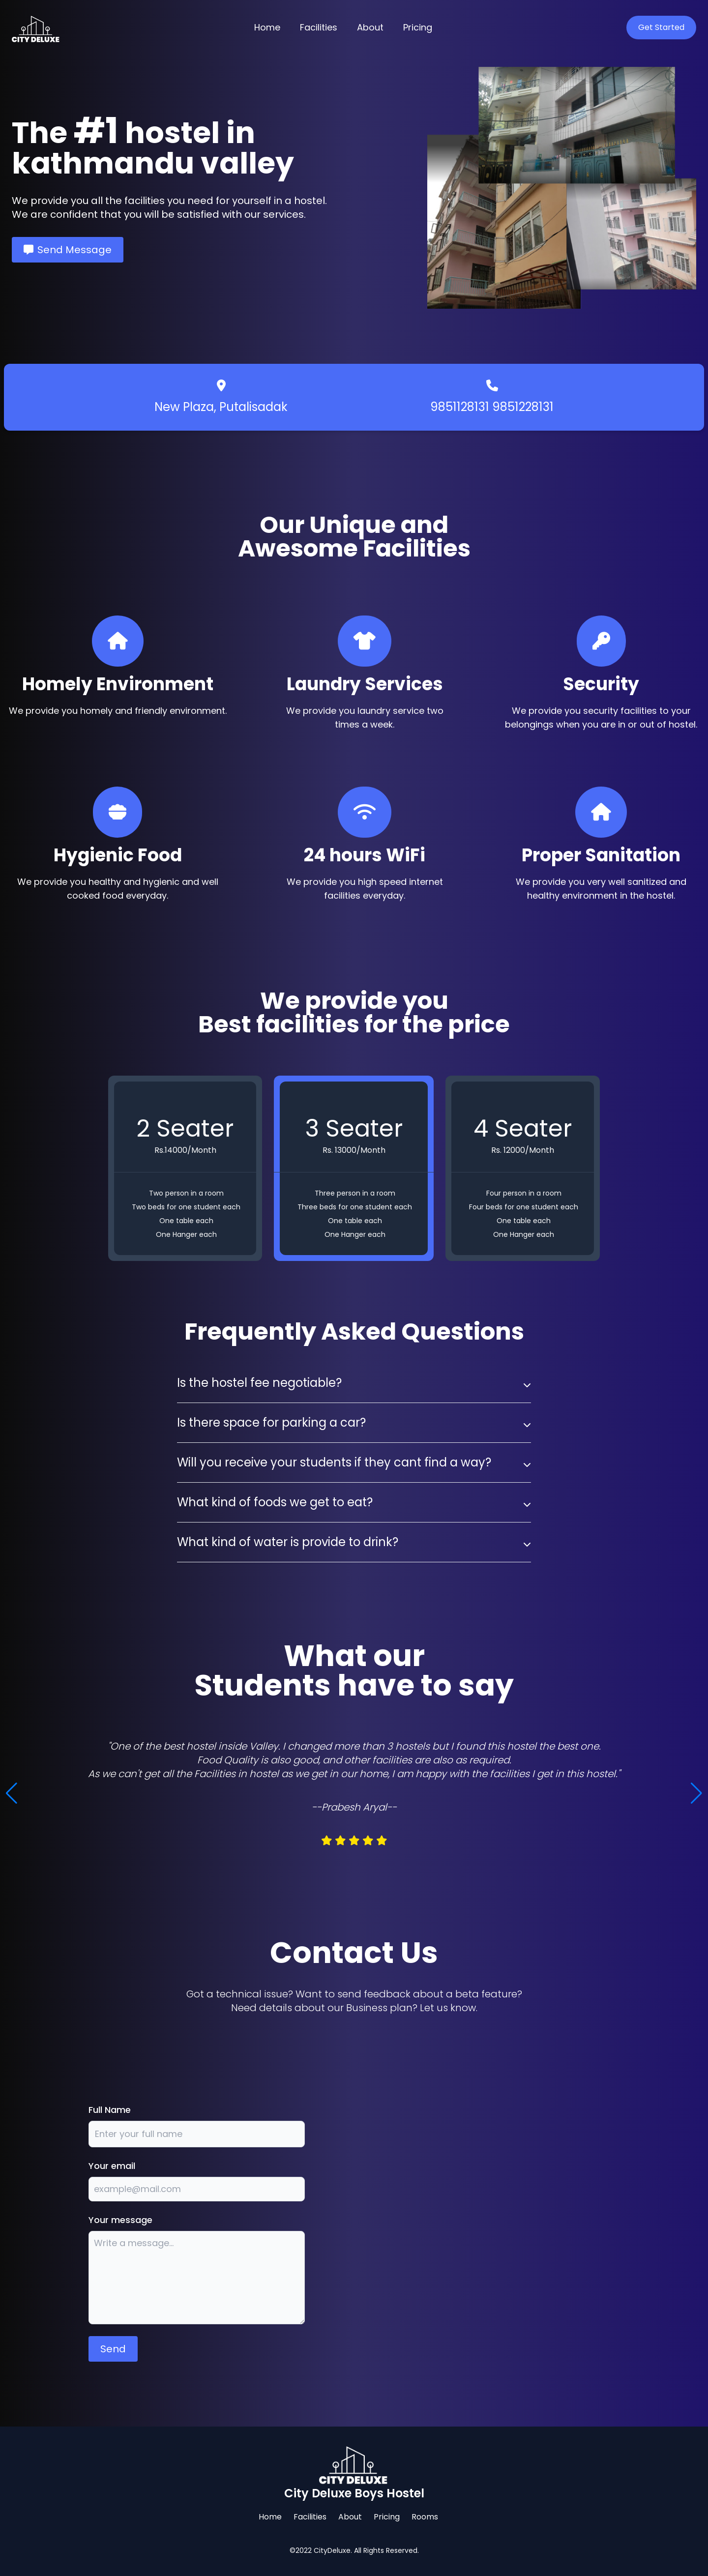 CITY DELUXE
Home Facilities About Pricing
Get Started
The #1 hostel in
kathmandu valley
We provide you all the facilities you need for yourself in a hostel.
We are confident that you will be satisfied with our services.
Send Message
New Plaza, Putalisadak
9851128131 9851228131
Our Unique and
Awesome Facilities
Homely Environment
We provide you homely and friendly environment.
Laundry Services
We provide you laundry service two
times a week.
Security
We provide you security facilities to your
belongings when you are in or out of hostel.
Hygienic Food
We provide you healthy and hygienic and well
cooked food everyday.
24 hours WiFi
We provide you high speed internet
facilities everyday.
Proper Sanitation
We provide you very well sanitized and
healthy environment in the hostel.
We provide you
Best facilities for the price
2 Seater
Rs.14000/Month
Two person in a room
Two beds for one student each
One table each
One Hanger each
3 Seater
Rs. 13000/Month
Three person in a room
Three beds for one student each
One table each
One Hanger each
4 Seater
Rs. 12000/Month
Four person in a room
Four beds for one student each
One table each
One Hanger each
Frequently Asked Questions
Is the hostel fee negotiable?
Is there space for parking a car?
Will you receive your students if they cant find a way?
What kind of foods we get to eat?
What kind of water is provide to drink?
What our
Students have to say
"One of the best hostel inside Valley. I changed more than 3 hostels but I found this hostel the best one.
Food Quality is also good, and other facilities are also as required.
As we can't get all the Facilities in hostel as we get in our home, I am happy with the facilities I get in this hostel."
--Prabesh Aryal--
Contact Us
Got a technical issue? Want to send feedback about a beta feature?
Need details about our Business plan? Let us know.
Full Name
Enter your full name
Your email
example@mail.com
Your message
Write a message...
Send
CITY DELUXE
City Deluxe Boys Hostel
Home Facilities About Pricing Rooms
©2022 CityDeluxe. All Rights Reserved.